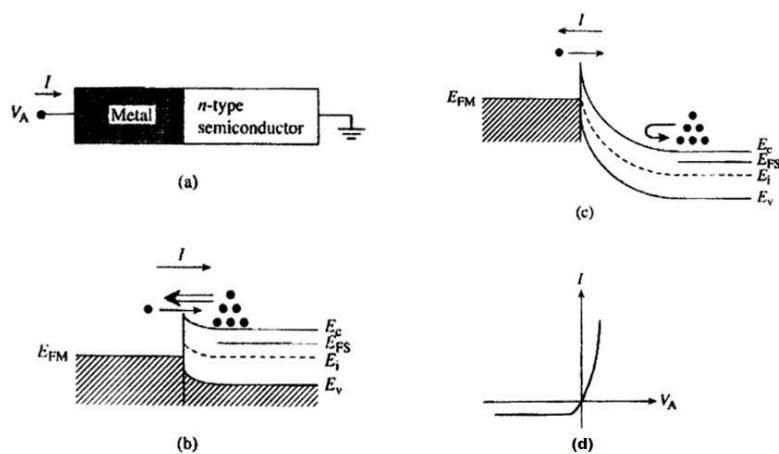 I
V_A
Metal
n-type
semiconductor
(a)
I
E_FM
E_c
E_FS
E_i
E_v
(b)
I
E_FM
E_c
E_FS
E_i
E_v
(c)
I
V_A
(d)